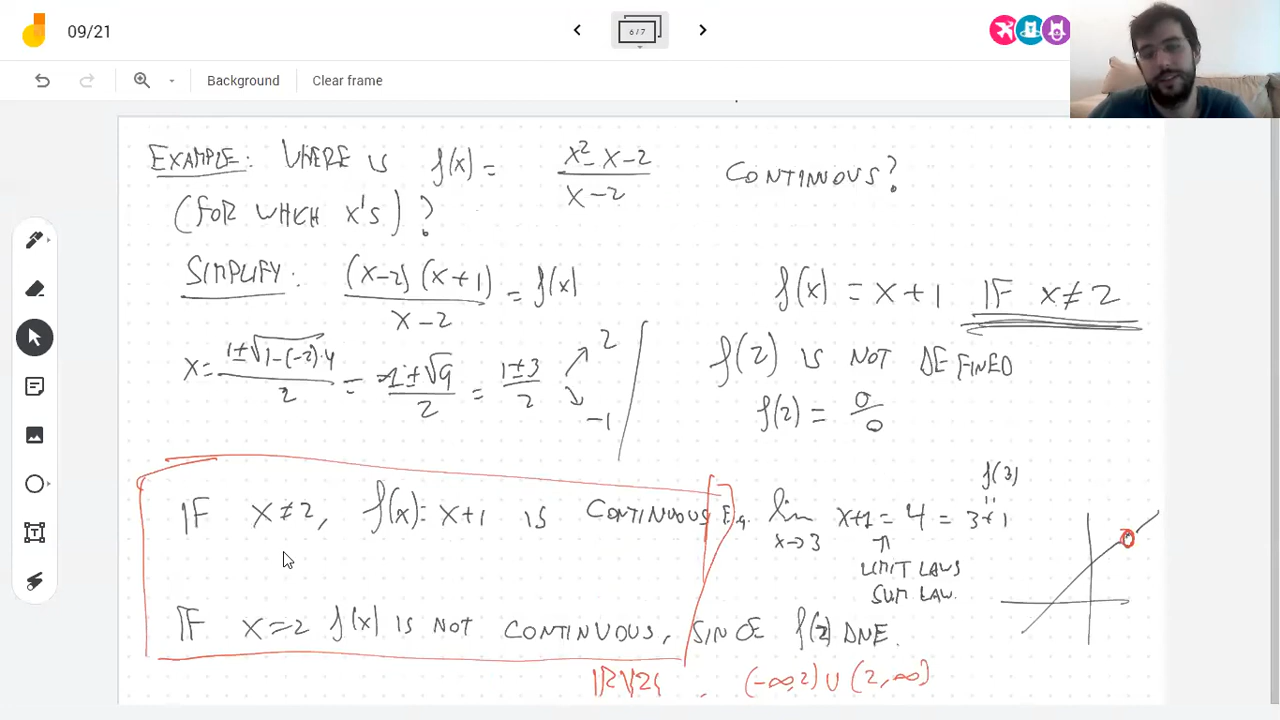 09/21
6 / 7
Background
Clear frame
EXAMPLE: WHERE IS f(x) = x² - x - 2 / x - 2 CONTINUOUS?
(FOR WHICH X'S) ?
SIMPLIFY: (x-2)(x+1) / x-2 = f(x)
f(x) = x + 1 IF x ≠ 2
x = 1±√1-(-2)·4 / 2 = 1±√9 / 2 = 1±3 / 2 ↗ 2 ↘ -1
f(2) IS NOT DEFINED
f(2) = 0/0
IF x ≠ 2, f(x) = x+1 IS CONTINUOUS E.g. lim x→3 x+1 = 4 = 3+1
f(3)
LIMIT LAWS
SUM LAW.
IF x=2 f(x) IS NOT CONTINUOUS, SINCE f(2) DNE.
ℝ\{2} . (-∞,2) ∪ (2,∞)